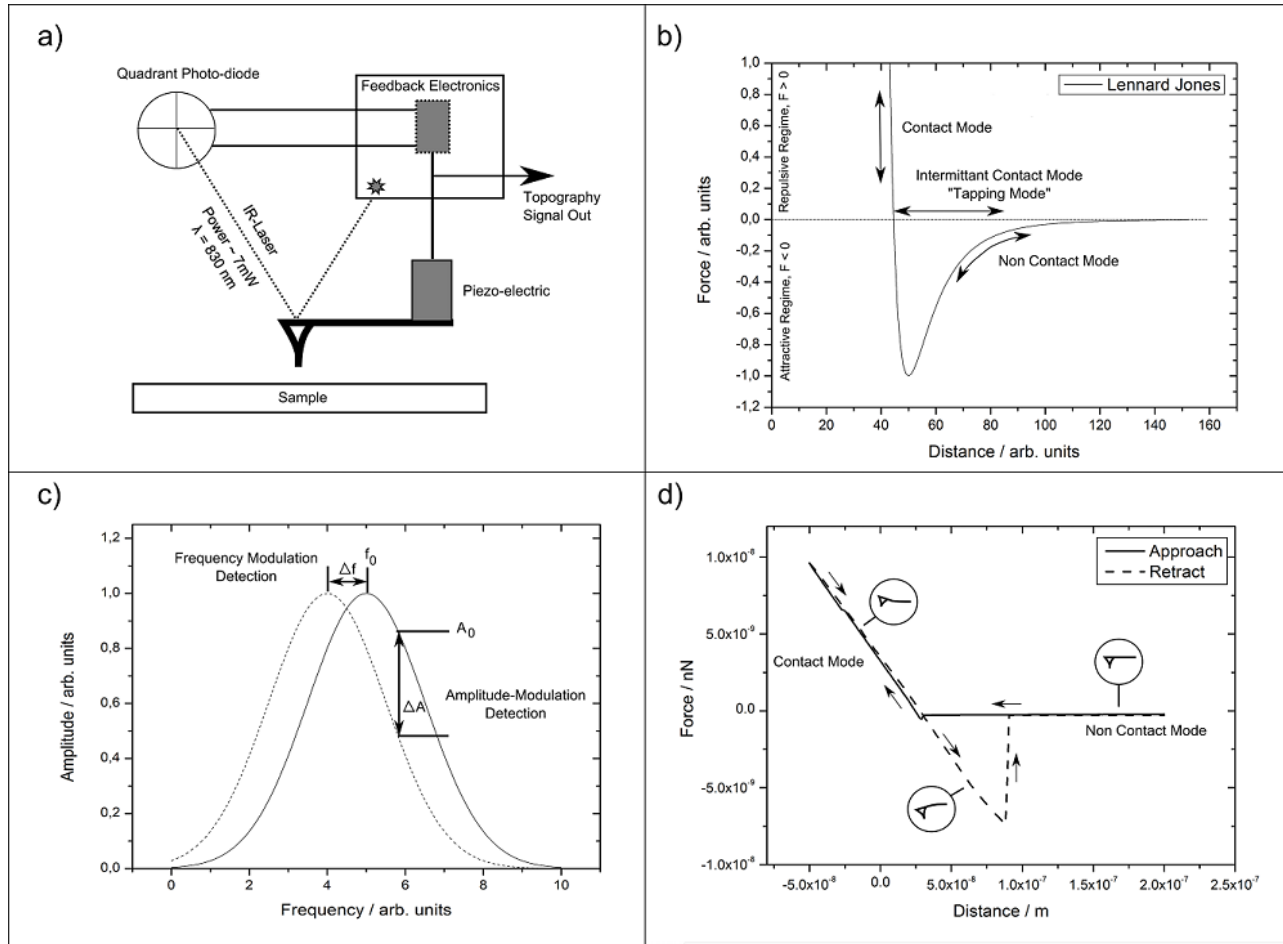 a)
Quadrant Photo-diode
Feedback Electronics
Topography
Signal Out
IR-Laser
Power ~ 7mW
λ = 830 nm
Piezo-electric
Sample
b)
Lennard Jones
Contact Mode
Intermittant Contact Mode
"Tapping Mode"
Non Contact Mode
Repulsive Regime, F > 0
Attractive Regime, F < 0
Force / arb. units
1,0
0,8
0,6
0,4
0,2
0,0
-0,2
-0,4
-0,6
-0,8
-1,0
-1,2
0 20 40 60 80 100 120 140 160
Distance / arb. units
c)
Frequency Modulation
Detection
Δf
f0
A0
ΔA
Amplitude-Modulation
Detection
Amplitude / arb. units
1,2
1,0
0,8
0,6
0,4
0,2
0,0
0 2 4 6 8 10
Frequency / arb. units
d)
Approach
Retract
Contact Mode
Non Contact Mode
Force / nN
1.0x10⁻⁸
5.0x10⁻⁹
0.0
-5.0x10⁻⁹
-1.0x10⁻⁸
-5.0x10⁻⁸ 0.0 5.0x10⁻⁸ 1.0x10⁻⁷ 1.5x10⁻⁷ 2.0x10⁻⁷ 2.5x10⁻⁷
Distance / m